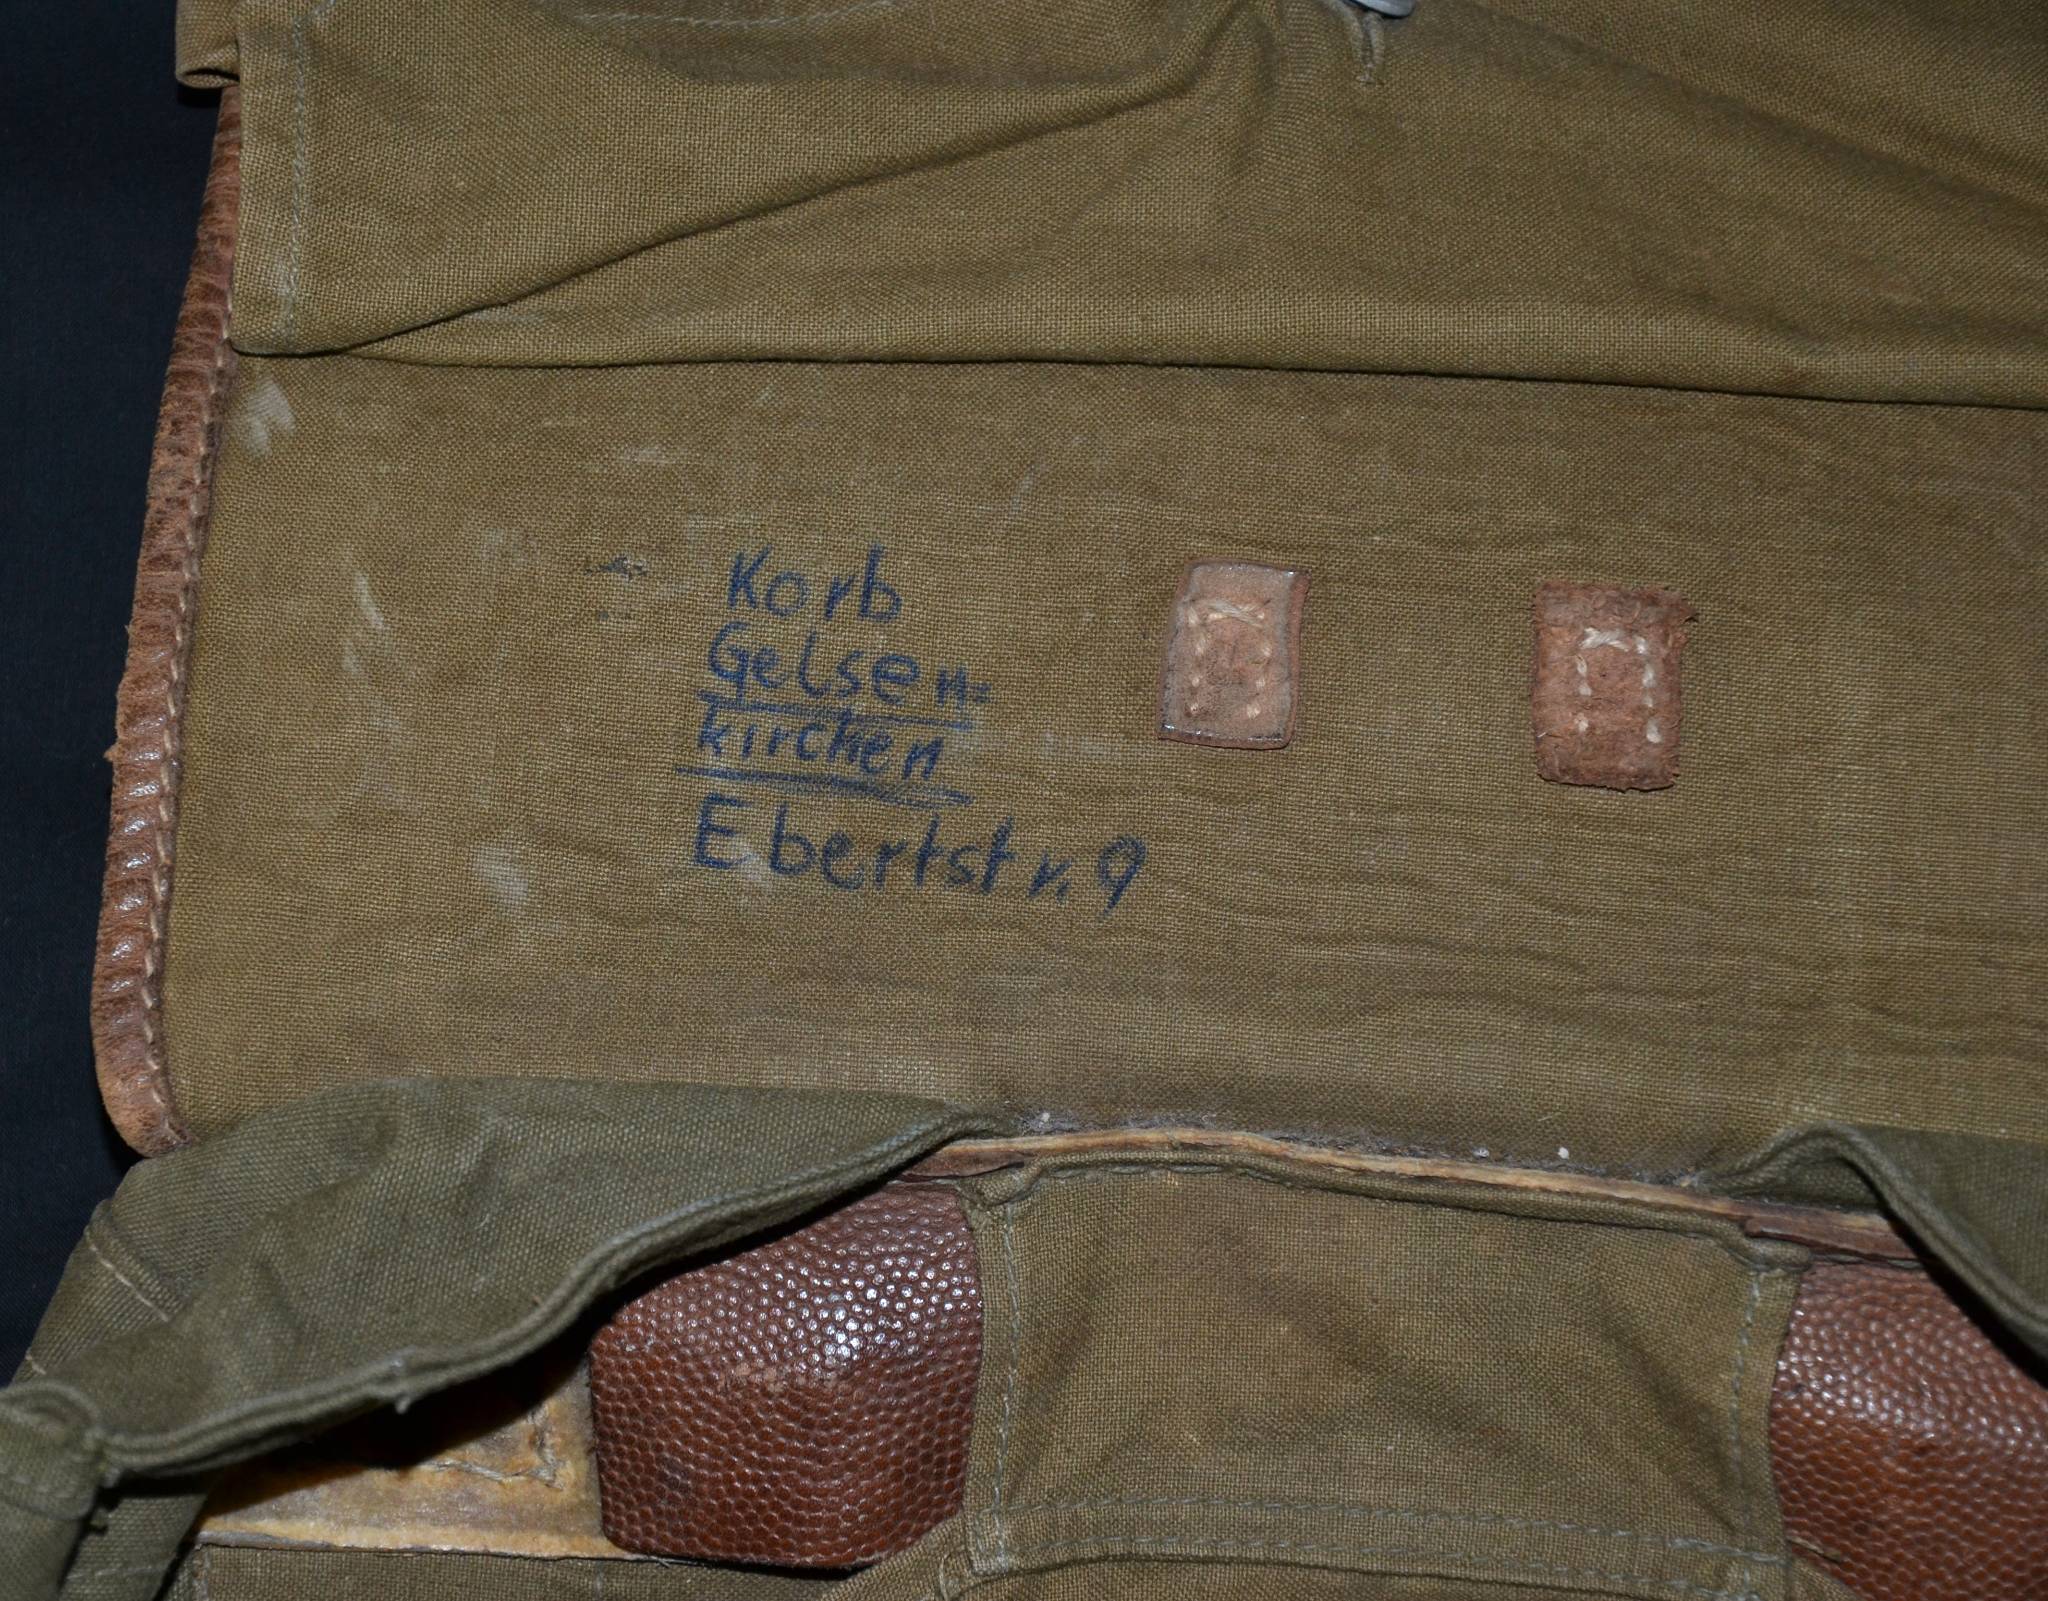 Korb
Gelsen=
kirchen
Ebertstr. 9